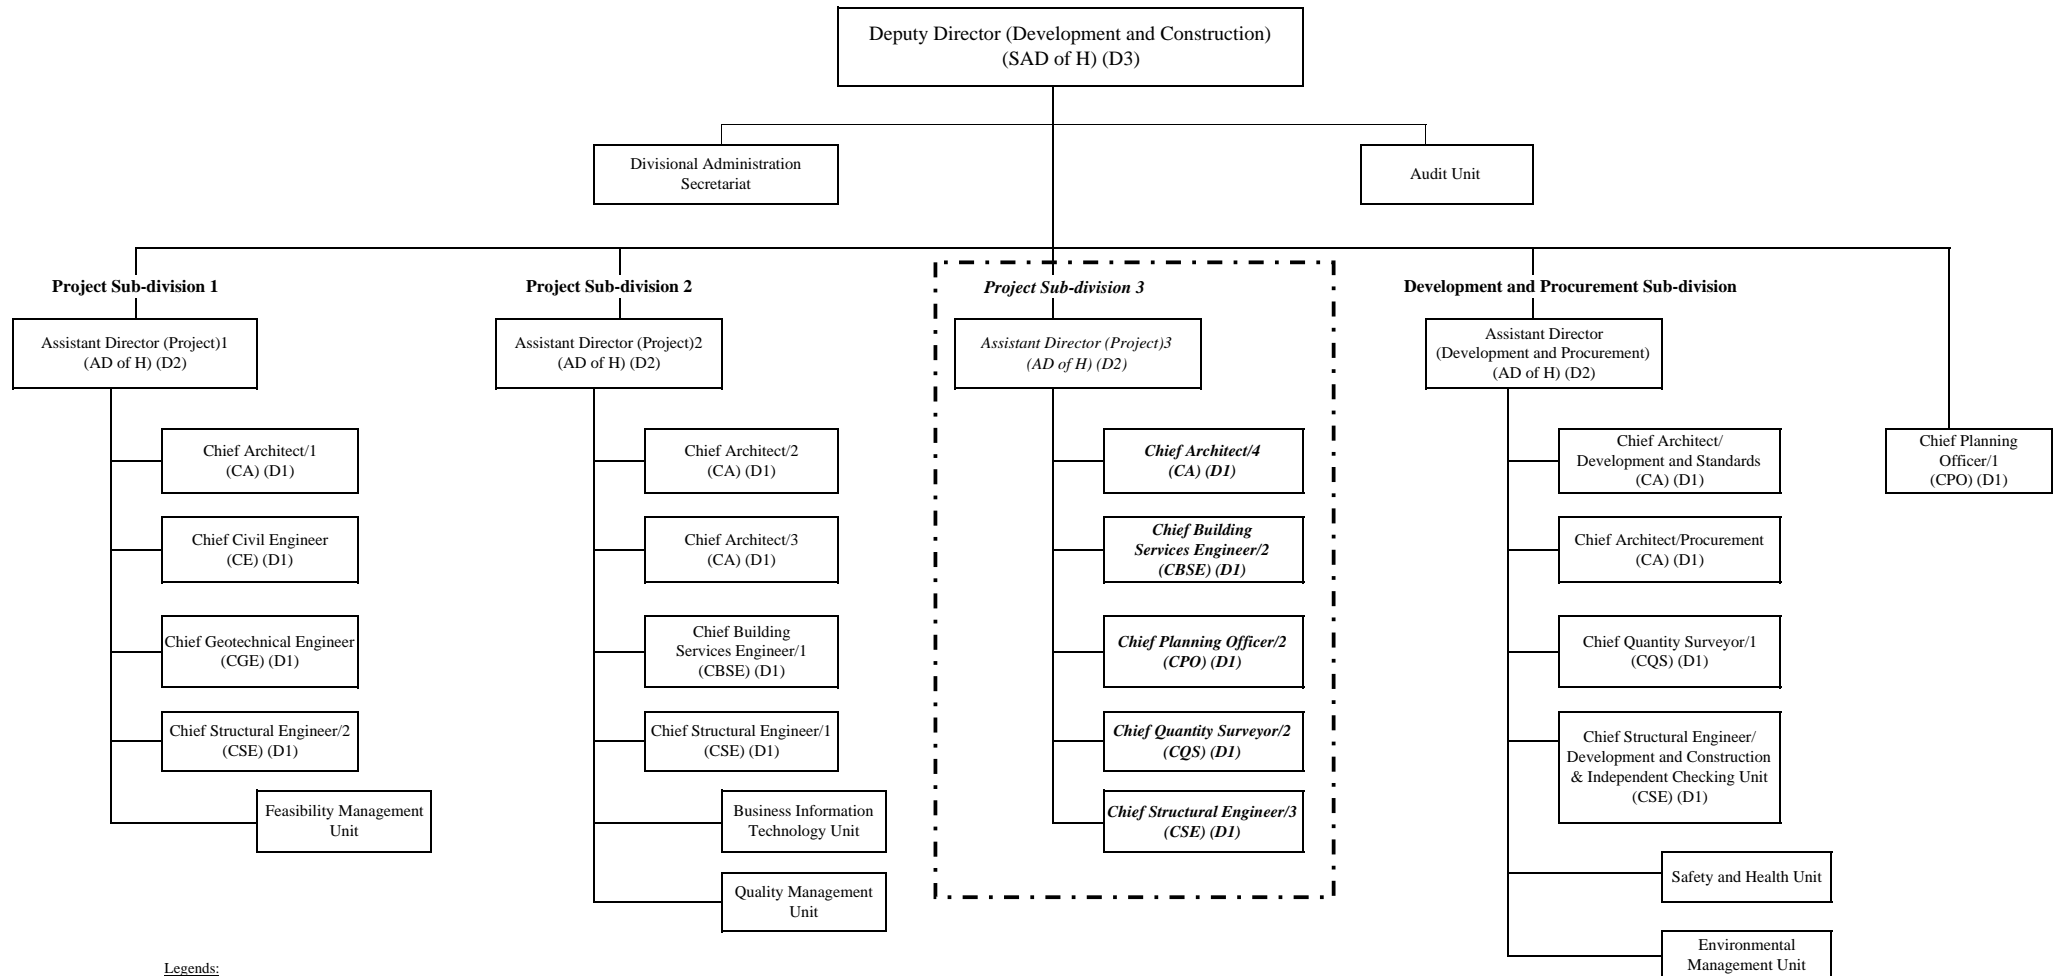 Deputy Director (Development and Construction)
(SAD of H) (D3)
Divisional Administration
Secretariat
Audit Unit
Project Sub-division 1
Assistant Director (Project)1
(AD of H) (D2)
Chief Architect/1
(CA) (D1)
Chief Civil Engineer
(CE) (D1)
Chief Geotechnical Engineer
(CGE) (D1)
Chief Structural Engineer/2
(CSE) (D1)
Feasibility Management
Unit
Project Sub-division 2
Assistant Director (Project)2
(AD of H) (D2)
Chief Architect/2
(CA) (D1)
Chief Architect/3
(CA) (D1)
Chief Building
Services Engineer/1
(CBSE) (D1)
Chief Structural Engineer/1
(CSE) (D1)
Business Information
Technology Unit
Quality Management
Unit
Project Sub-division 3
Assistant Director (Project)3
(AD of H) (D2)
Chief Architect/4
(CA) (D1)
Chief Building
Services Engineer/2
(CBSE) (D1)
Chief Planning Officer/2
(CPO) (D1)
Chief Quantity Surveyor/2
(CQS) (D1)
Chief Structural Engineer/3
(CSE) (D1)
Development and Procurement Sub-division
Assistant Director
(Development and Procurement)
(AD of H) (D2)
Chief Architect/
Development and Standards
(CA) (D1)
Chief Architect/Procurement
(CA) (D1)
Chief Quantity Surveyor/1
(CQS) (D1)
Chief Structural Engineer/
Development and Construction
& Independent Checking Unit
(CSE) (D1)
Safety and Health Unit
Environmental
Management Unit
Chief Planning
Officer/1
(CPO) (D1)
Legends: